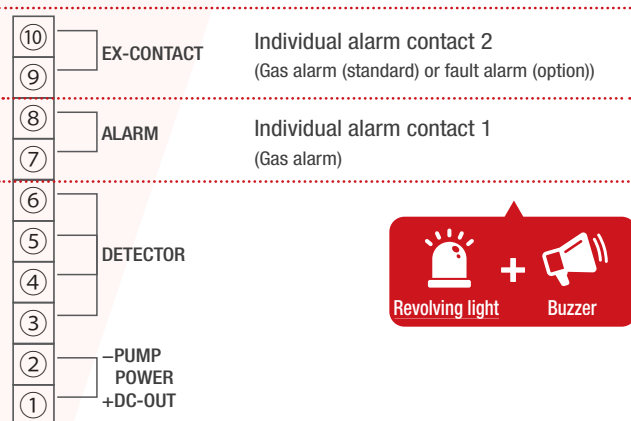 ⑩
EX-CONTACT
Individual alarm contact 2
⑨
(Gas alarm (standard) or fault alarm (option))
⑧
ALARM
Individual alarm contact 1
⑦
(Gas alarm)
⑥
⑤
DETECTOR
④
③
Revolving light + Buzzer
②
–PUMP
POWER
①
+DC-OUT